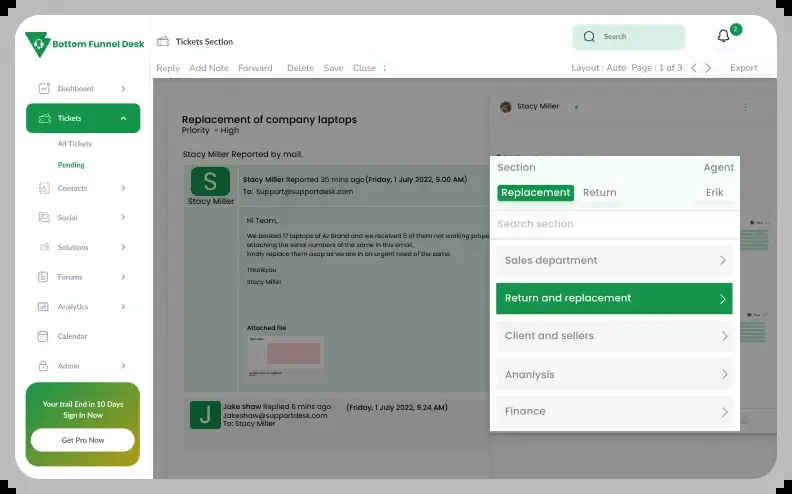 Bottom Funnel Desk
Tickets Section
Search
2
Reply Add Note Forward Delete Save Close :
Layout : Auto Page : 1 of 3 Export
Dashboard
Tickets
All Tickets
Pending
Contacts
Social
Solutions
Forums
Analytics
Calendar
Admin
Your trail End in 10 Days
Sign In Now
Get Pro Now
Replacement of company laptops
Priority - High
Stacy Miller Reported by mail.
S
Stacy Miller
Stacy Miller Reported 35 mins ago(Friday, 1 July 2022, 9.00 AM)
To: Support@supportdesk.com
Hi Team,
We booked 17 laptops of Az Brand and we received 5 of them not working prope
attaching the serial numbers of the same in this email.
kindly replace them asap as we are in an urgent need of the same
Thankyou
Stacy Miller
Attached file
J
Jake shaw Replied 6 mins ago (Friday, 1 July 2022, 9.24 AM)
Jakeshaw@supportdesk.com
To: Stacy Miller
Stacy Miller
Section Agent
Replacement Return Erik
Search section
Sales department
Return and replacement
Client and sellers
Ananlysis
Finance